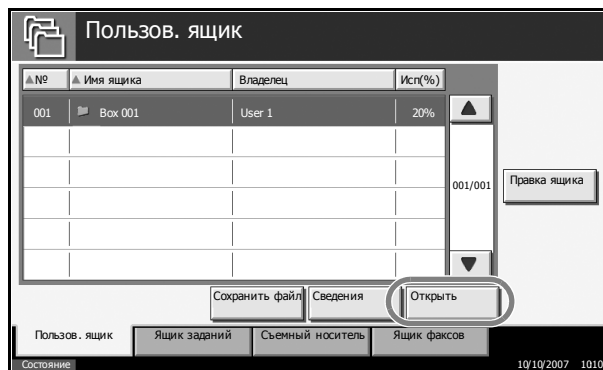 Пользов. ящик
№ Имя ящика Владелец Исп(%)
001 Box 001 User 1 20%
001/001
Правка ящика
Сохранить файл Сведения Открыть
Пользов. ящик Ящик заданий Съемный носитель Ящик факсов
Состояние 10/10/2007 1010